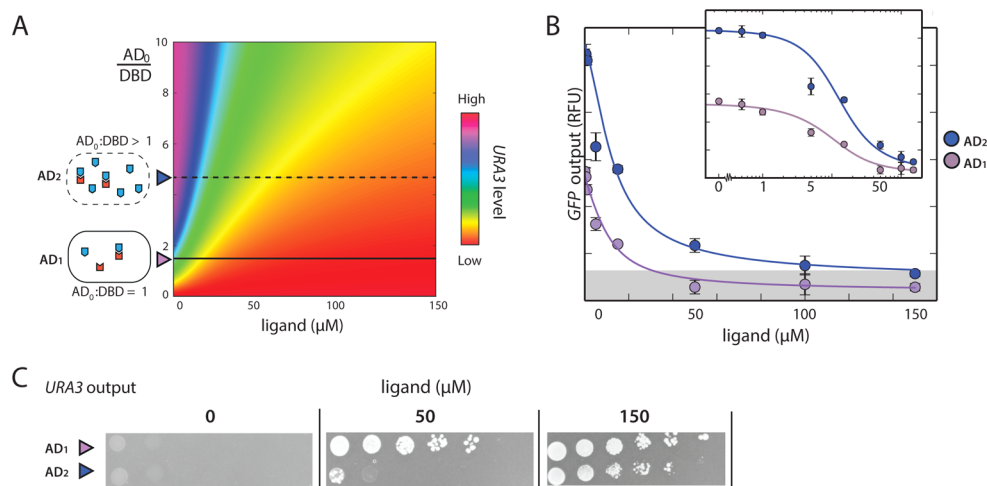 A
AD0
DBD
10
8
6
4
2
0
0
50
100
150
ligand (μM)
AD0:DBD > 1
AD2
AD1
AD0:DBD = 1
High
URA3 level
Low
B
GFP output (RFU)
0
50
100
150
ligand (μM)
0
1
5
50
AD2
AD1
C
URA3 output
ligand (μM)
0
50
150
AD1
AD2